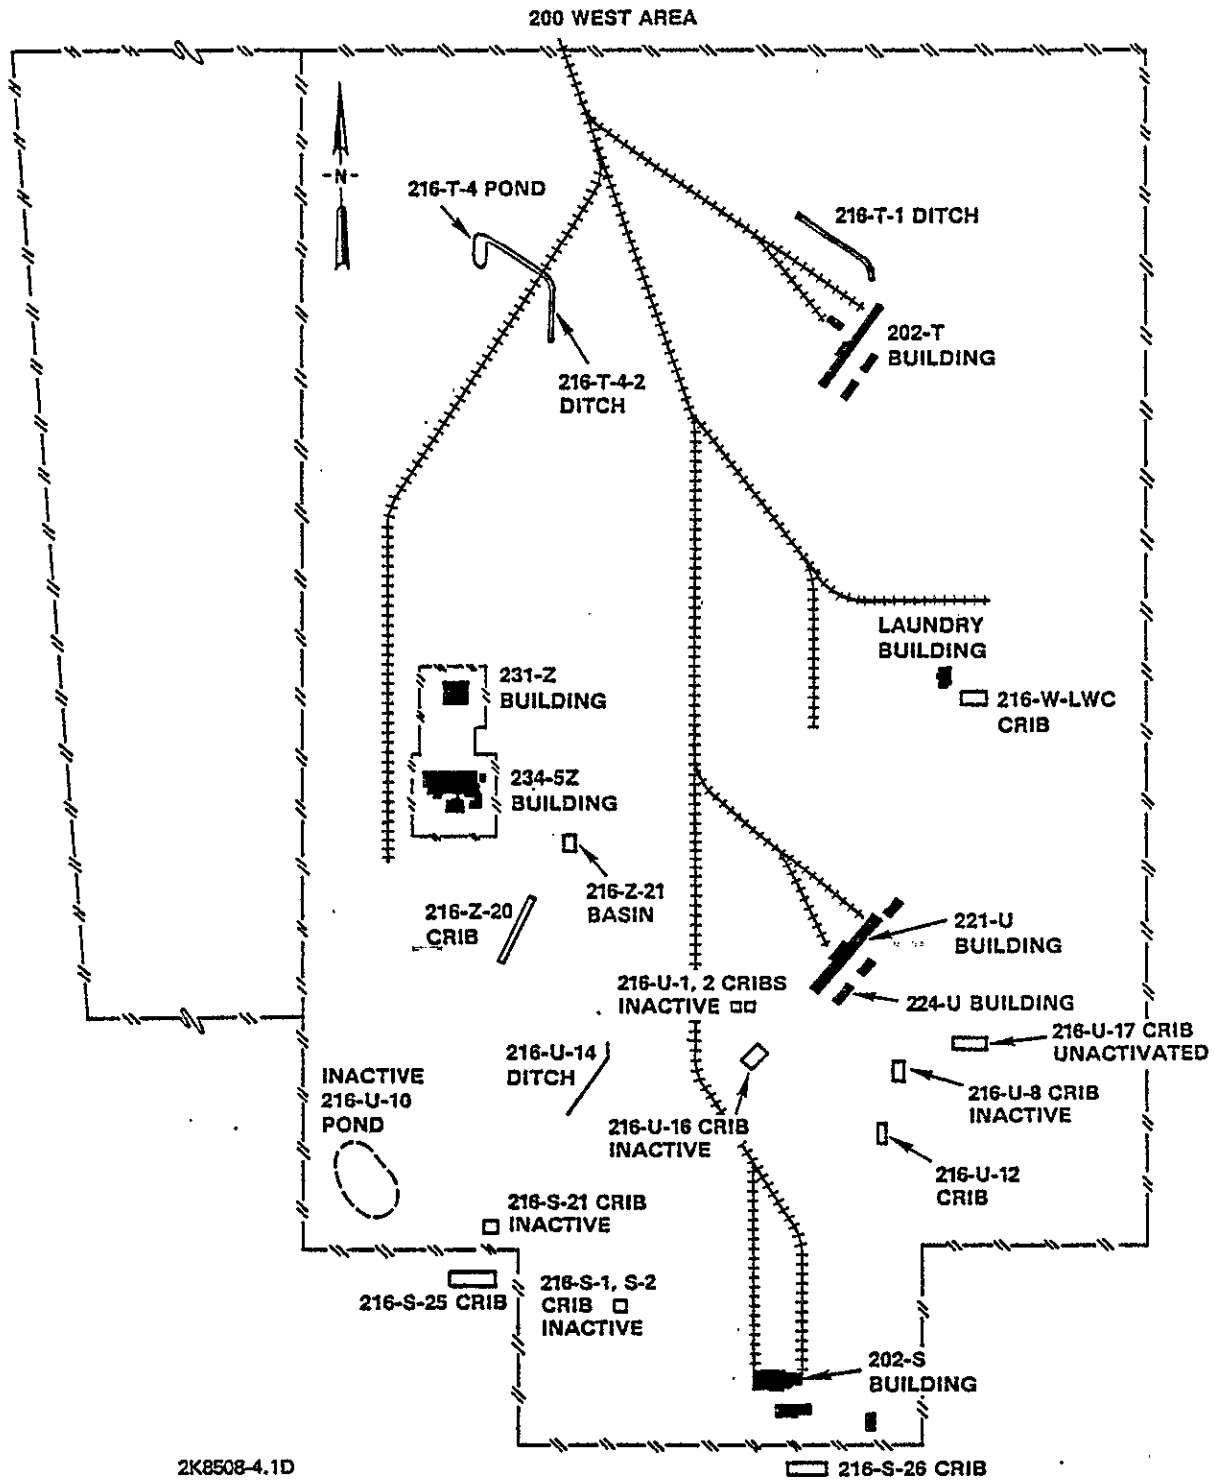 200 WEST AREA
-N-
216-T-4 POND
216-T-1 DITCH
202-T
BUILDING
216-T-4-2
DITCH
LAUNDRY
BUILDING
231-Z
BUILDING
216-W-LWC
CRIB
234-5Z
BUILDING
216-Z-21
BASIN
216-Z-20
CRIB
221-U
BUILDING
216-U-1, 2 CRIBS
INACTIVE
224-U BUILDING
216-U-17 CRIB
UNACTIVATED
216-U-14
DITCH
INACTIVE
216-U-10
POND
216-U-8 CRIB
INACTIVE
216-U-16 CRIB
INACTIVE
216-U-12
CRIB
216-S-21 CRIB
INACTIVE
216-S-25 CRIB
216-S-1, S-2
CRIB
INACTIVE
202-S
BUILDING
2K8508-4.1D
216-S-26 CRIB